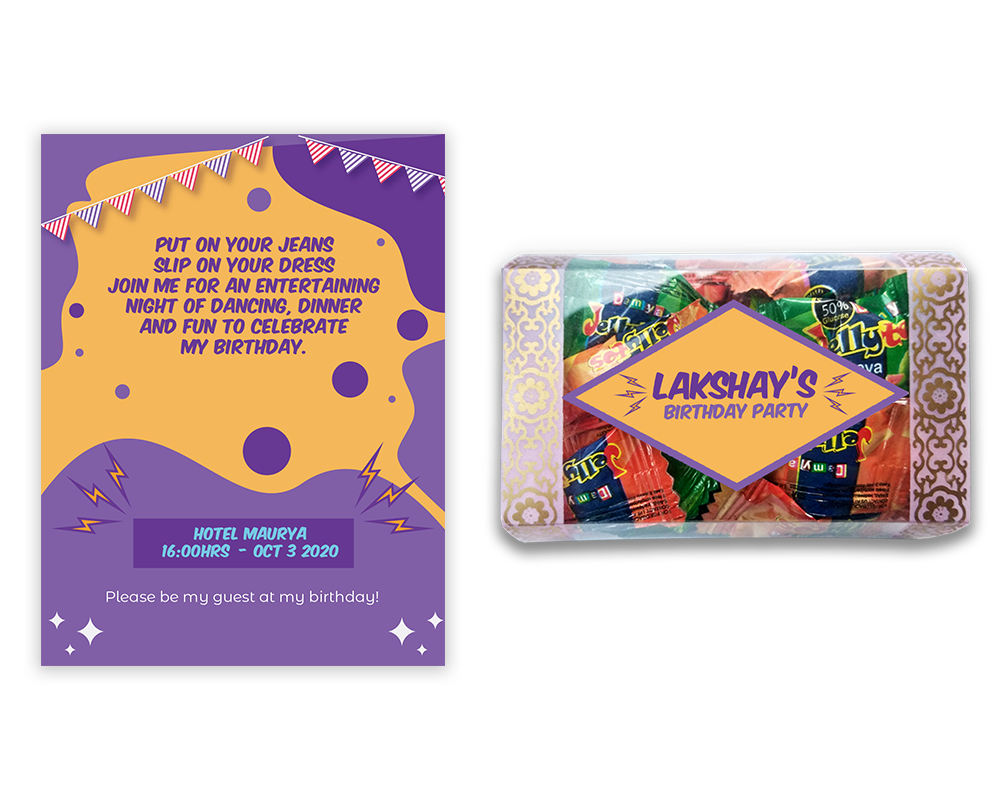 PUT ON YOUR JEANS
SLIP ON YOUR DRESS
JOIN ME FOR AN ENTERTAINING
NIGHT OF DANCING, DINNER
AND FUN TO CELEBRATE
MY BIRTHDAY.
HOTEL MAURYA
16:00HRS - OCT 3 2020
Please be my guest at my birthday!
50%
LAKSHAY'S
BIRTHDAY PARTY